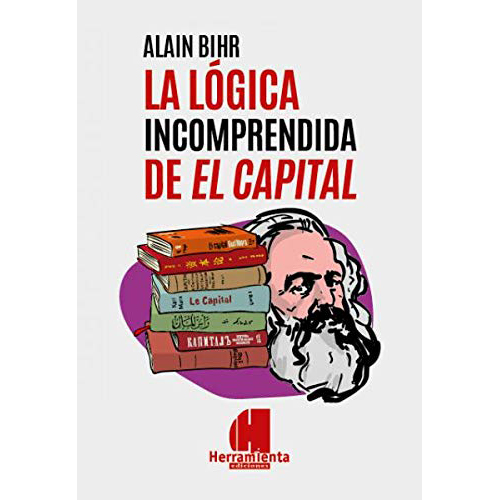 ALAIN BIHR
LA LÓGICA
INCOMPRENDIDA
DE EL CAPITAL
Le Capital
КАПИТАЛЪ
Herramienta
ediciones